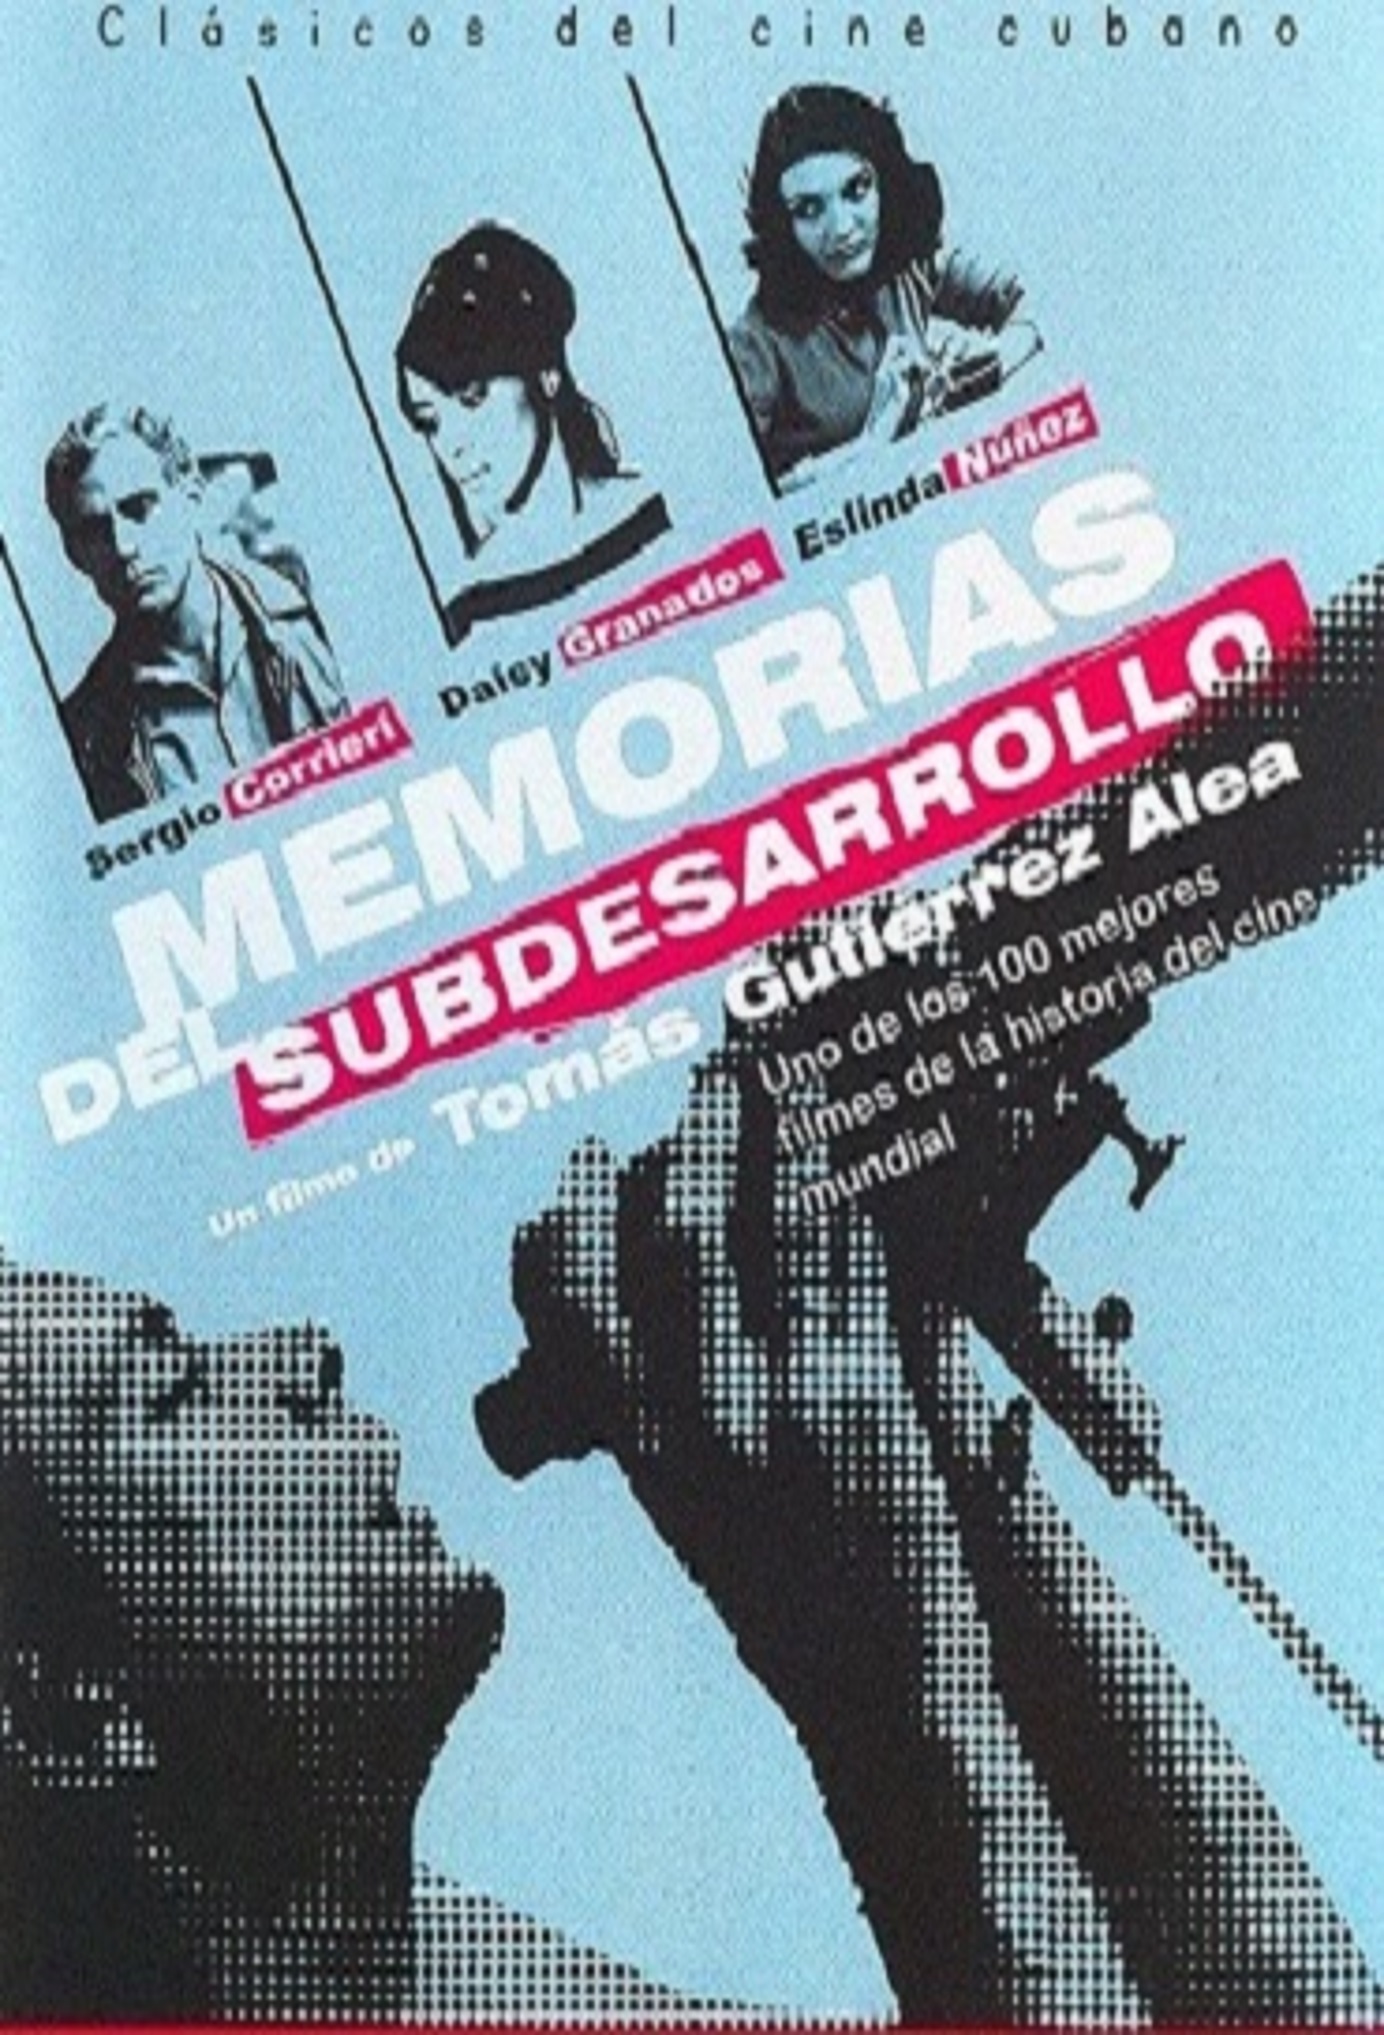 Clásicos del cine cubano
Sergio Corrieri
Daisy Granados
Eslinda Nuñez
MEMORIAS
DEL SUBDESARROLLO
Un filme de Tomás Gutiérrez Alea
Uno de los 100 mejores
filmes de la historia del cine
mundial